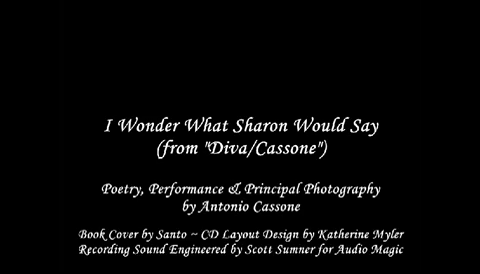 I Wonder What Sharon Would Say
(from "Diva/Cassone")
Poetry, Performance & Principal Photography
by Antonio Cassone
Book Cover by Santo ~ CD Layout Design by Katherine Myler
Recording Sound Engineered by Scott Sumner for Audio Magic